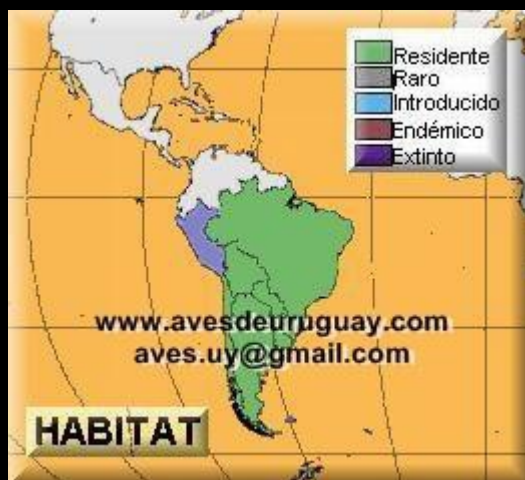 Residente
Raro
Introducido
Endémico
Extinto
www.avesdeuruguay.com
aves.uy@gmail.com
HABITAT